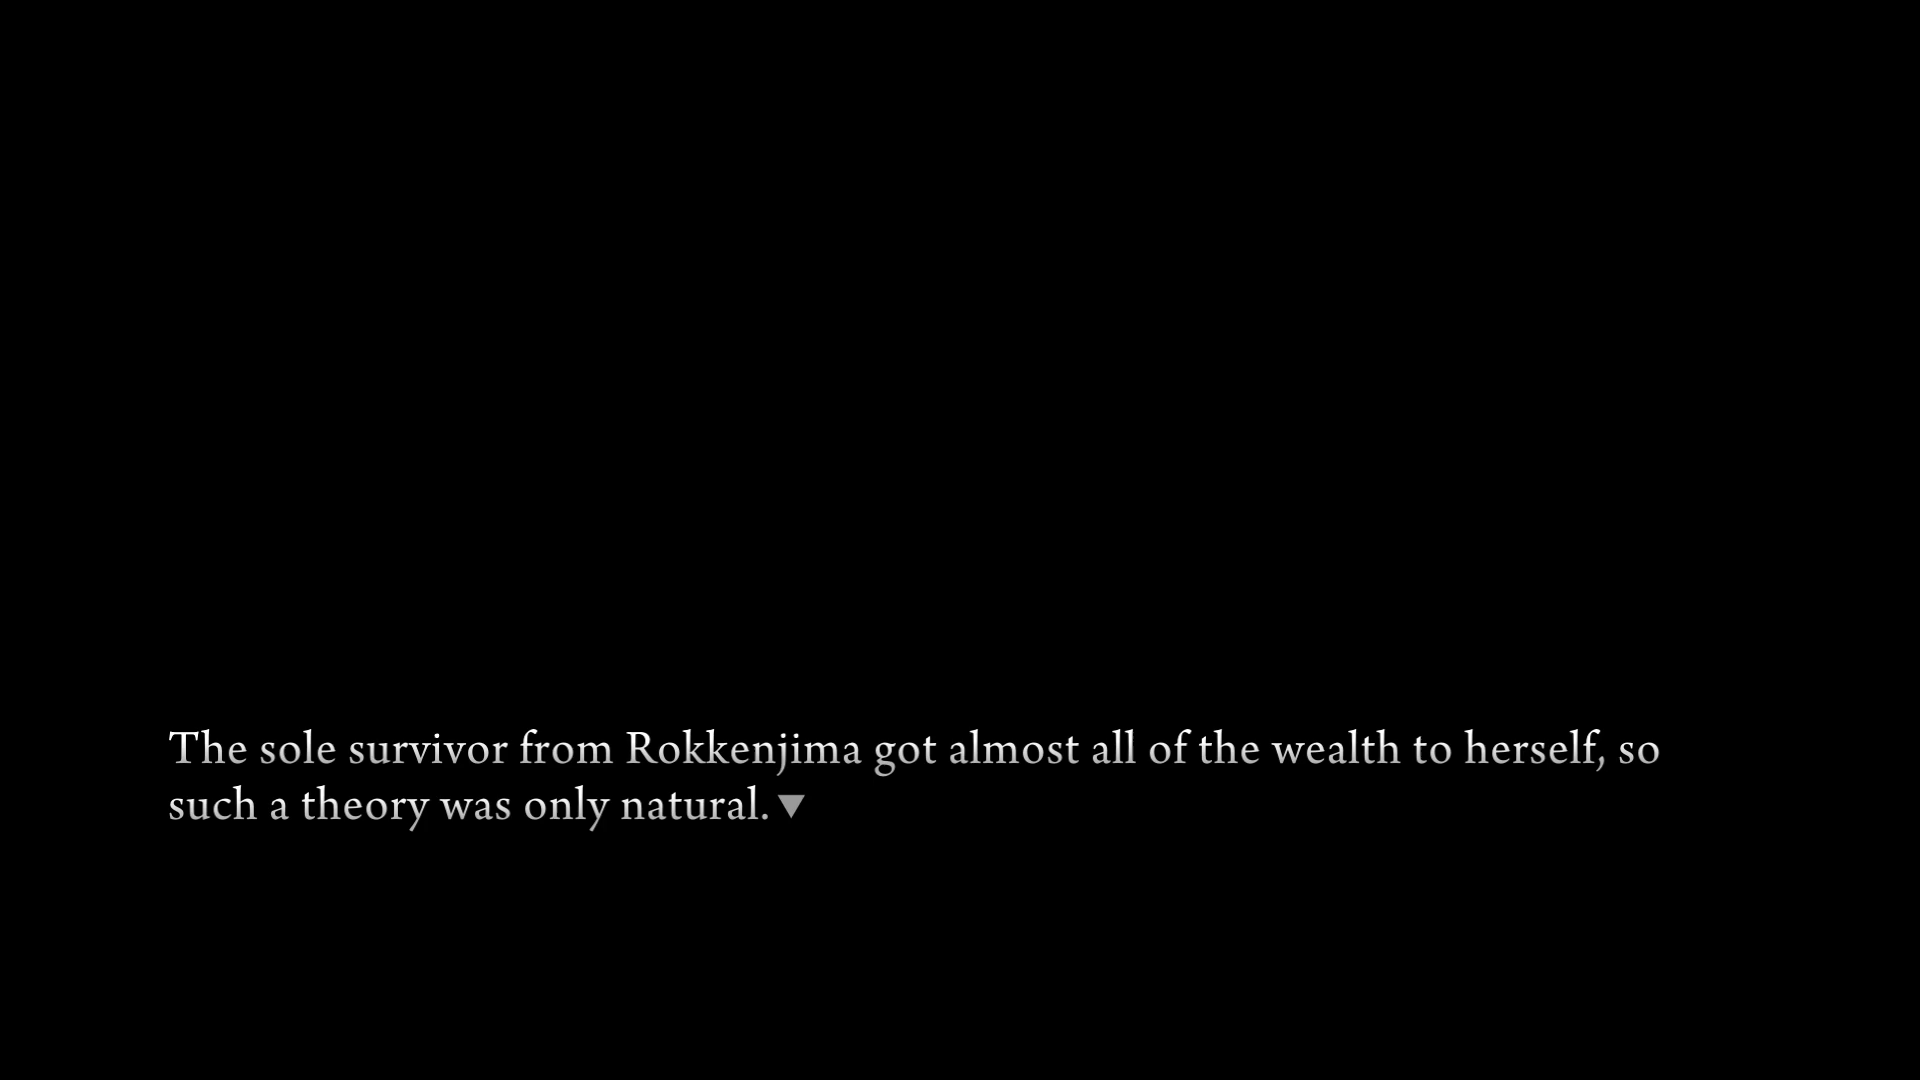 The sole survivor from Rokkenjima got almost all of the wealth to herself, so
such a theory was only natural.